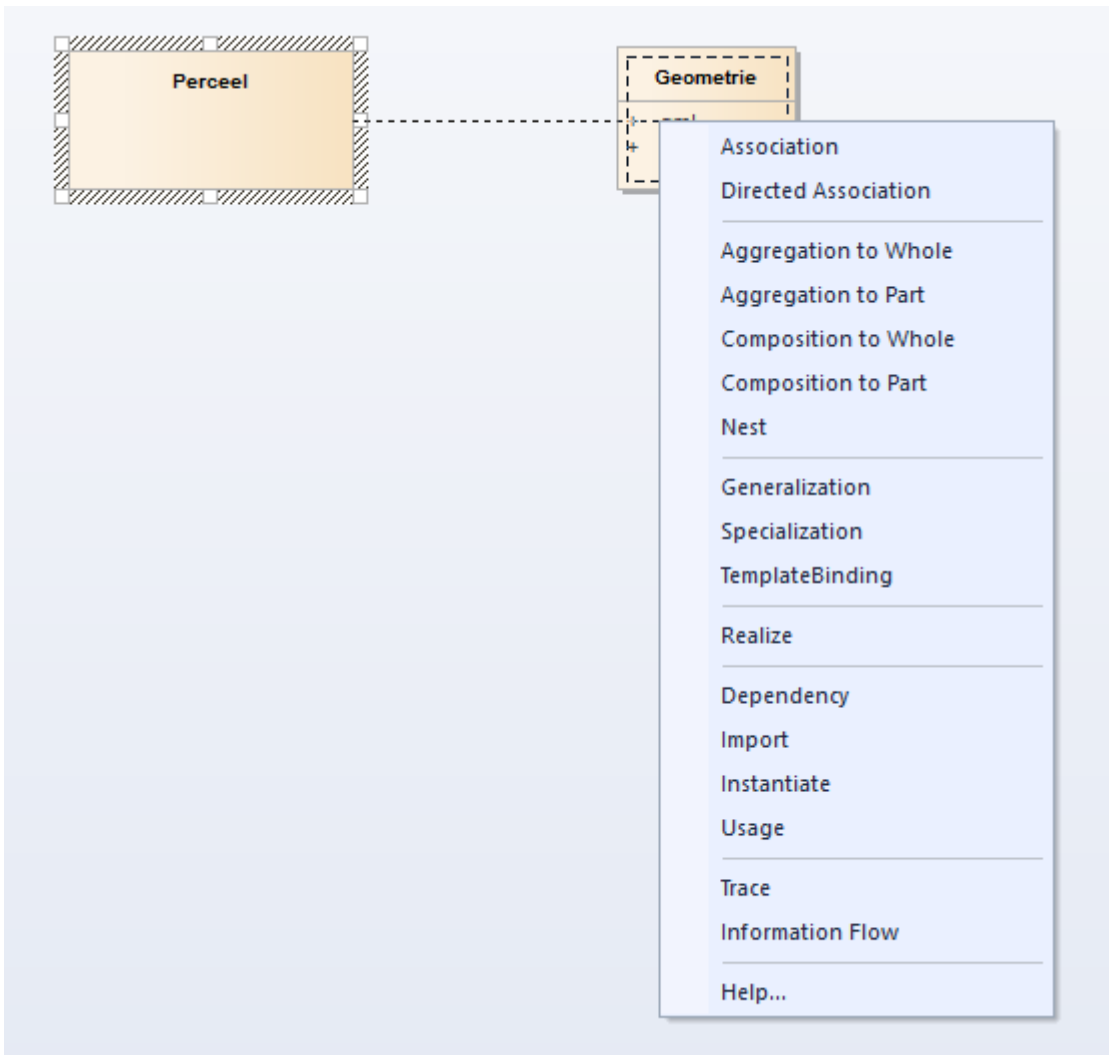 Perceel
Geometrie
+
+
Association
Directed Association
Aggregation to Whole
Aggregation to Part
Composition to Whole
Composition to Part
Nest
Generalization
Specialization
TemplateBinding
Realize
Dependency
Import
Instantiate
Usage
Trace
Information Flow
Help...